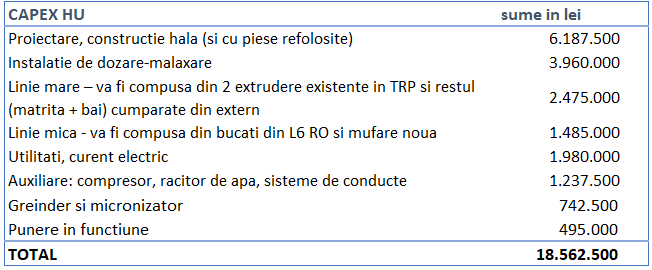 CAPEX HU sume in lei
Proiectare, constructie hala (si cu piese refolosite) 6.187.500
Instalatie de dozare-malaxare 3.960.000
Linie mare – va fi compusa din 2 extrudere existente in TRP si restul
(matrita + bai) cumparate din extern 2.475.000
Linie mica - va fi compusa din bucati din L6 RO si mufare noua 1.485.000
Utilitati, curent electric 1.980.000
Auxiliare: compresor, racitor de apa, sisteme de conducte 1.237.500
Greinder si micronizator 742.500
Punere in functiune 495.000
TOTAL 18.562.500